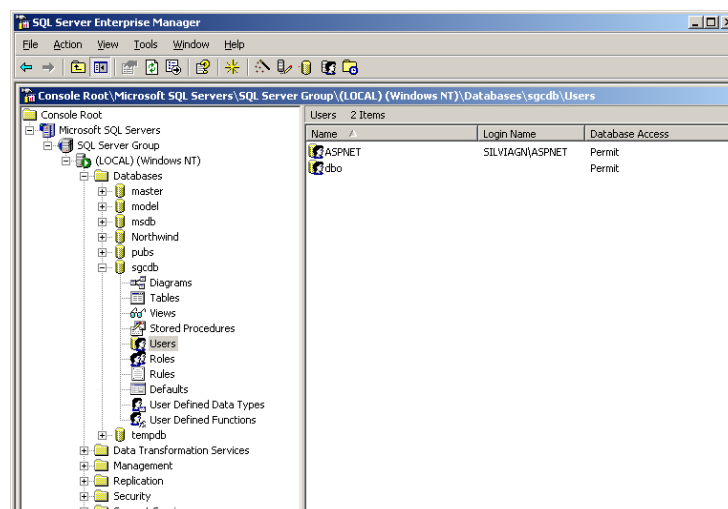 SQL Server Enterprise Manager
File Action View Tools Window Help
Console Root\Microsoft SQL Servers\SQL Server Group\(LOCAL) (Windows NT)\Databases\sgcdb\Users
Console Root
Microsoft SQL Servers
SQL Server Group
(LOCAL) (Windows NT)
Databases
master
model
msdb
Northwind
pubs
sgcdb
Diagrams
Tables
Views
Stored Procedures
Users
Roles
Rules
Defaults
User Defined Data Types
User Defined Functions
tempdb
Data Transformation Services
Management
Replication
Security
Users 2 Items
Name Login Name Database Access
ASPNET SILVIAGN\ASPNET Permit
dbo Permit